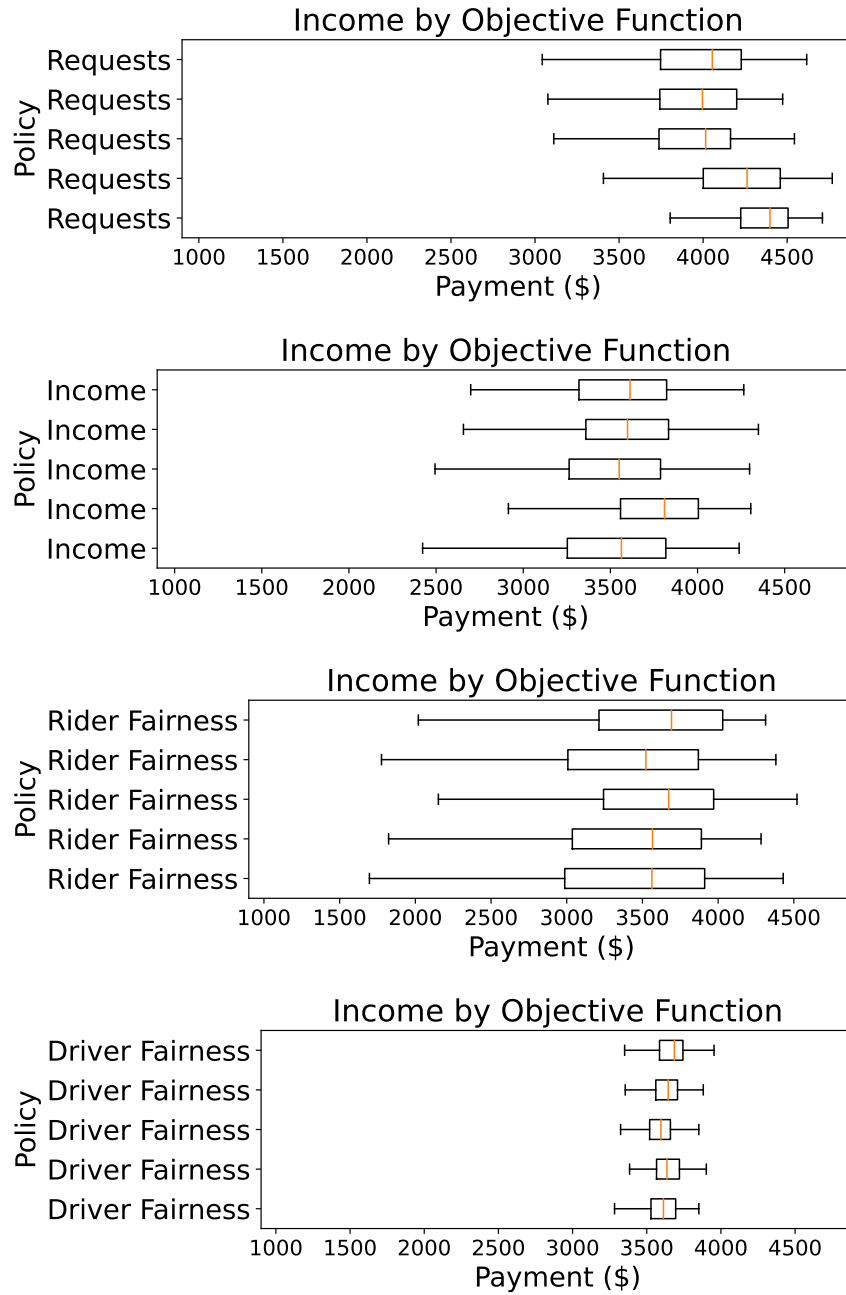 Income by Objective Function
Policy
Requests
Requests
Requests
Requests
Requests
1000 1500 2000 2500 3000 3500 4000 4500
Payment ($)
Income by Objective Function
Policy
Income
Income
Income
Income
Income
1000 1500 2000 2500 3000 3500 4000 4500
Payment ($)
Income by Objective Function
Policy
Rider Fairness
Rider Fairness
Rider Fairness
Rider Fairness
Rider Fairness
1000 1500 2000 2500 3000 3500 4000 4500
Payment ($)
Income by Objective Function
Policy
Driver Fairness
Driver Fairness
Driver Fairness
Driver Fairness
Driver Fairness
1000 1500 2000 2500 3000 3500 4000 4500
Payment ($)